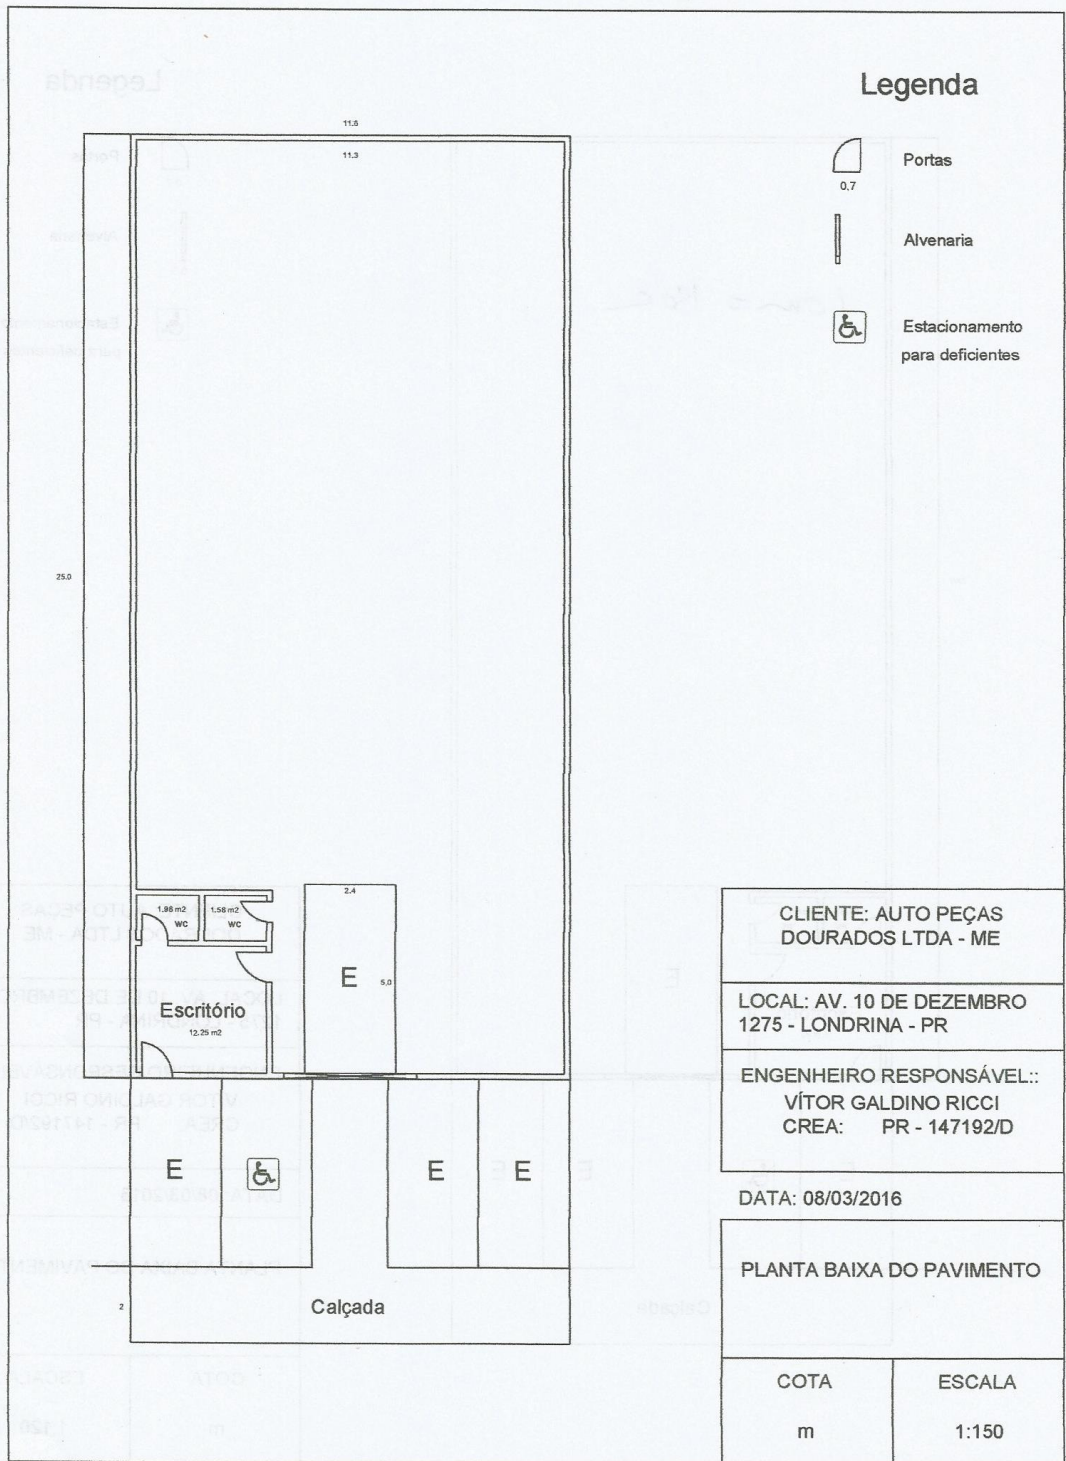 Legenda
11.6
11.3
Portas
0,7
Alvenaria
Estacionamento
para deficientes
25.0
1.98 m2
WC
1.58 m2
WC
2.4
E
5,0
Escritório
12.25 m2
E
E
E
2
Calçada
CLIENTE: AUTO PEÇAS
DOURADOS LTDA - ME
LOCAL: AV. 10 DE DEZEMBRO
1275 - LONDRINA - PR
ENGENHEIRO RESPONSÁVEL::
VÍTOR GALDINO RICCI
CREA: PR - 147192/D
DATA: 08/03/2016
PLANTA BAIXA DO PAVIMENTO
COTA
ESCALA
m
1:150